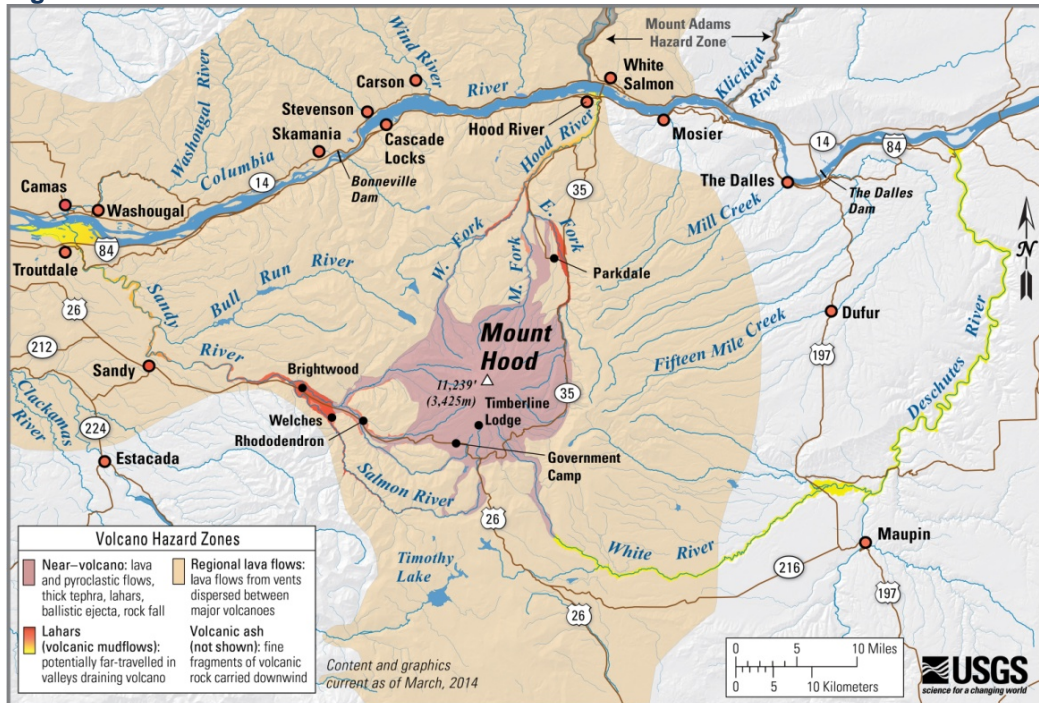 Mount Adams
Hazard Zone
Washougal
River
Wind River
Klickitat
River
White
Salmon
Carson
River
Stevenson
Hood River
Hood River
Mosier
Skamania
Cascade
Locks
14
84
Columbia
Bonneville
Dam
14
35
The Dalles
The Dalles
Dam
Camas
Washougal
84
Troutdale
Mill Creek
W. Fork
M. Fork
E. Fork
Parkdale
N
26
Sandy
Bull Run River
212
Mount
Hood
11,239'
(3,425m)
Fifteen Mile Creek
Dufur
197
Deschutes River
River
Sandy
Brightwood
35
Timberline
Lodge
Welches
Rhododendron
Clackamas
River
224
Estacada
Government
Camp
Salmon River
26
White River
Maupin
216
197
Timothy
Lake
26
Volcano Hazard Zones
Near–volcano: lava
and pyroclastic flows,
thick tephra, lahars,
ballistic ejecta, rock fall
Regional lava flows:
lava flows from vents
dispersed between
major volcanoes
Lahars
(volcanic mudflows):
potentially far-travelled in
valleys draining volcano
Volcanic ash
(not shown): fine
fragments of volcanic
rock carried downwind
Content and graphics
current as of March, 2014
0 5 10 Miles
0 5 10 Kilometers
USGS
science for a changing world